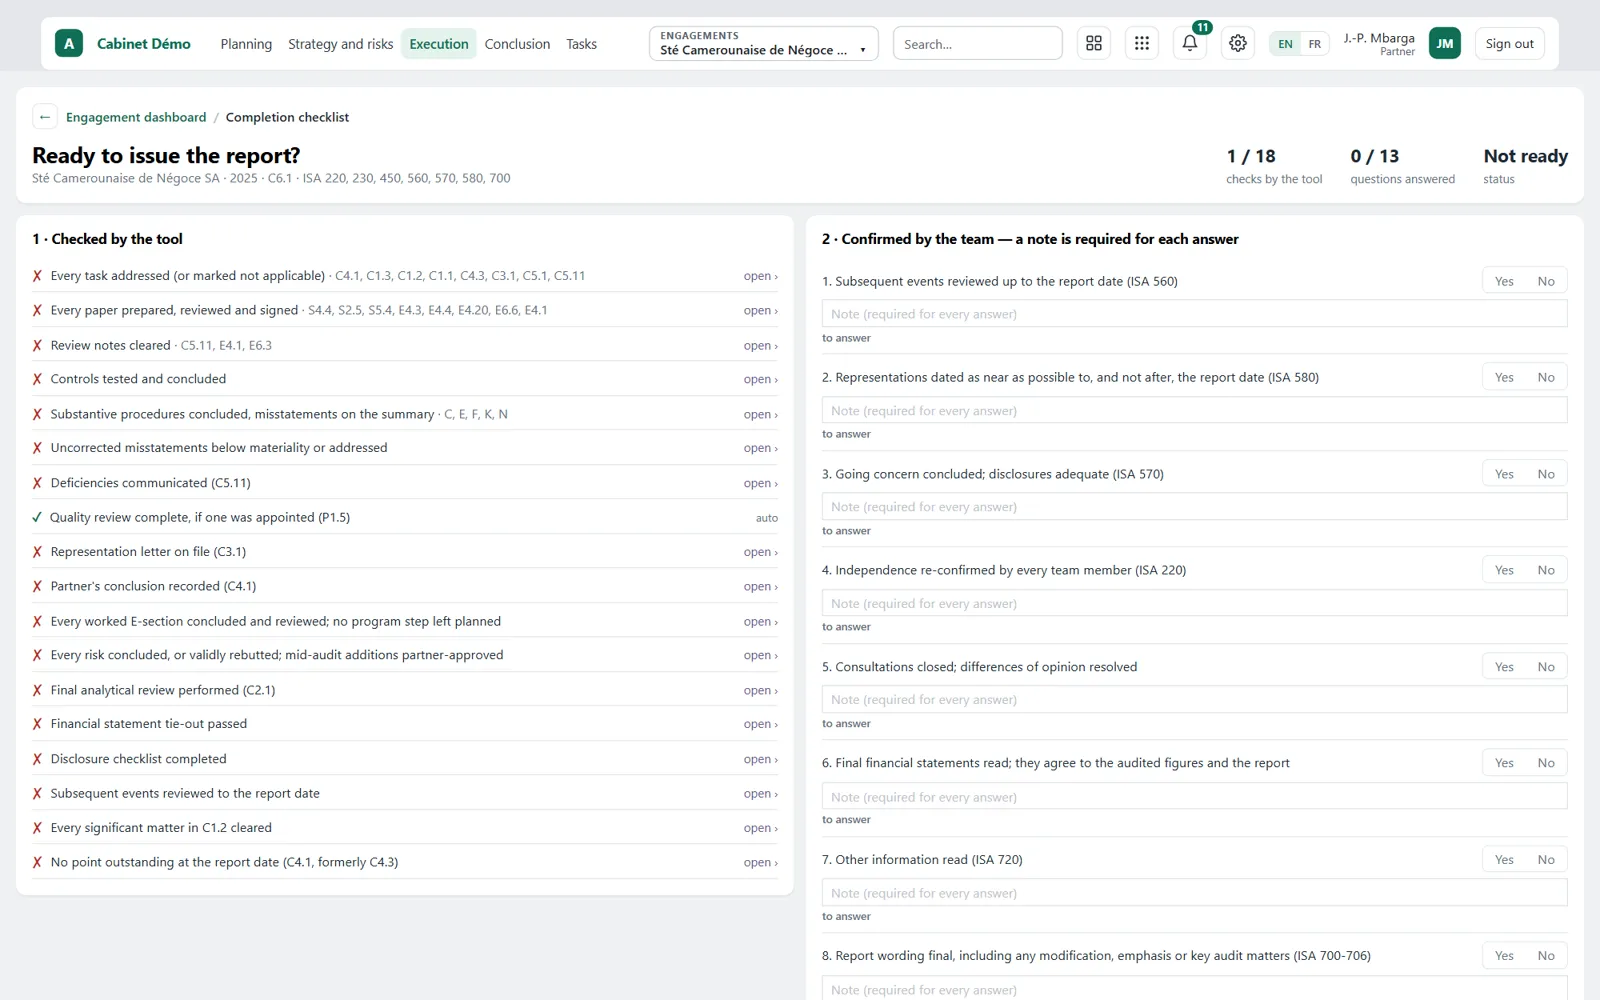 A Cabinet Démo Planning Strategy and risks Execution Conclusion Tasks
ENGAGEMENTS
Sté Camerounaise de Négoce ... ▾
Search...
11
EN FR
J.-P. Mbarga
Partner
JM
Sign out
← Engagement dashboard / Completion checklist
Ready to issue the report?
Sté Camerounaise de Négoce SA · 2025 · C6.1 · ISA 220, 230, 450, 560, 570, 580, 700
1 / 18
checks by the tool
0 / 13
questions answered
Not ready
status
1 · Checked by the tool
✗ Every task addressed (or marked not applicable) · C4.1, C1.3, C1.2, C1.1, C4.3, C3.1, C5.1, C5.11 open ›
✗ Every paper prepared, reviewed and signed · S4.4, S2.5, S5.4, E4.3, E4.4, E4.20, E6.6, E4.1 open ›
✗ Review notes cleared · C5.11, E4.1, E6.3 open ›
✗ Controls tested and concluded open ›
✗ Substantive procedures concluded, misstatements on the summary · C, E, F, K, N open ›
✗ Uncorrected misstatements below materiality or addressed open ›
✗ Deficiencies communicated (C5.11) open ›
✓ Quality review complete, if one was appointed (P1.5) auto
✗ Representation letter on file (C3.1) open ›
✗ Partner's conclusion recorded (C4.1) open ›
✗ Every worked E-section concluded and reviewed; no program step left planned open ›
✗ Every risk concluded, or validly rebutted; mid-audit additions partner-approved open ›
✗ Final analytical review performed (C2.1) open ›
✗ Financial statement tie-out passed open ›
✗ Disclosure checklist completed open ›
✗ Subsequent events reviewed to the report date open ›
✗ Every significant matter in C1.2 cleared open ›
✗ No point outstanding at the report date (C4.1, formerly C4.3) open ›
2 · Confirmed by the team — a note is required for each answer
1. Subsequent events reviewed up to the report date (ISA 560) Yes No
Note (required for every answer)
to answer
2. Representations dated as near as possible to, and not after, the report date (ISA 580) Yes No
Note (required for every answer)
to answer
3. Going concern concluded; disclosures adequate (ISA 570) Yes No
Note (required for every answer)
to answer
4. Independence re-confirmed by every team member (ISA 220) Yes No
Note (required for every answer)
to answer
5. Consultations closed; differences of opinion resolved Yes No
Note (required for every answer)
to answer
6. Final financial statements read; they agree to the audited figures and the report Yes No
Note (required for every answer)
to answer
7. Other information read (ISA 720) Yes No
Note (required for every answer)
to answer
8. Report wording final, including any modification, emphasis or key audit matters (ISA 700-706) Yes No
Note (required for every answer)